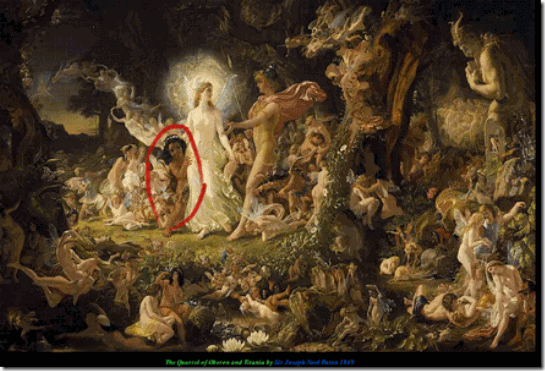 The Quarrel of Oberon and Titania by Sir Joseph Noel Paton 1849